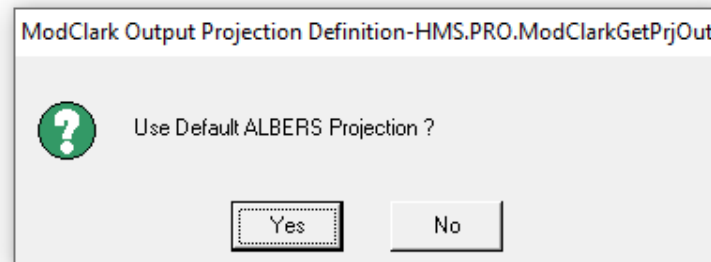 ModClark Output Projection Definition-HMS.PRO.ModClarkGetPrjOut
Use Default ALBERS Projection ?
Yes No